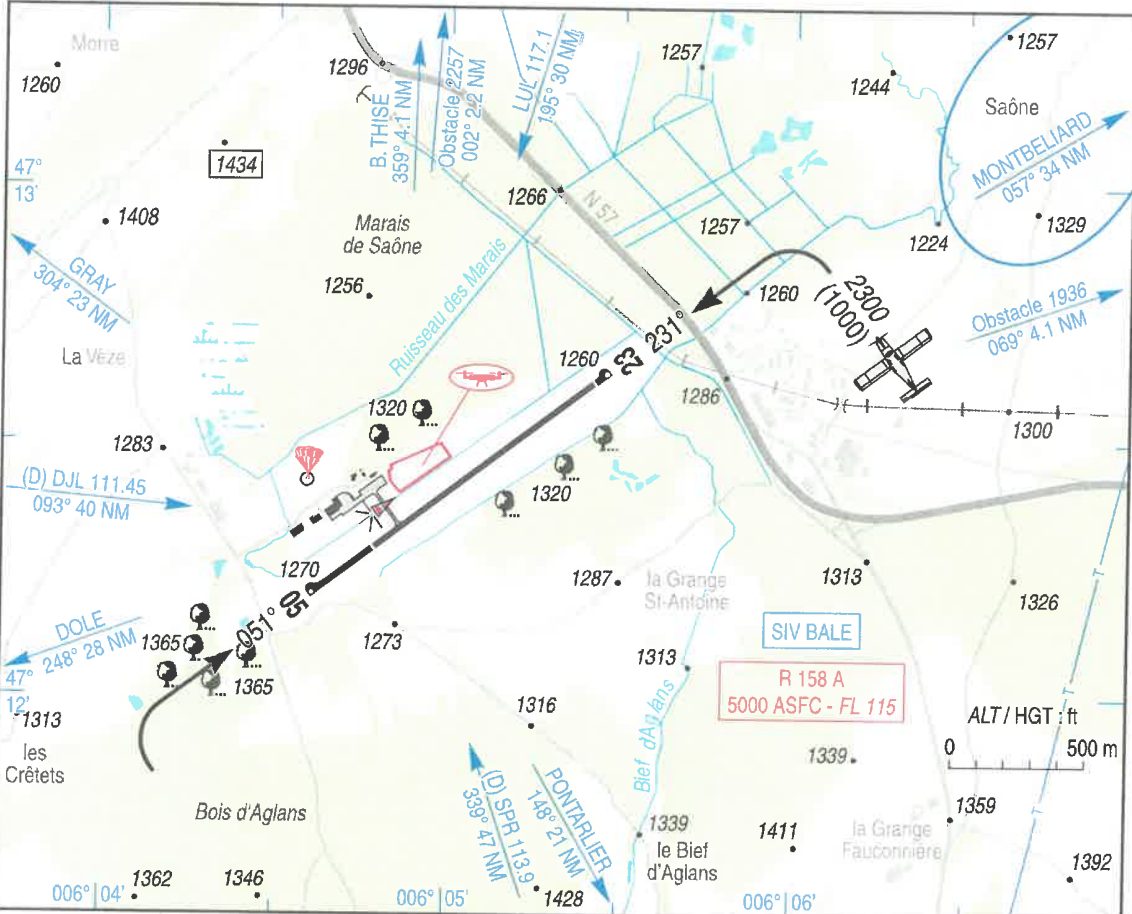 Morre
1260
1296
B. THISE
359° 4.1 NM
Obstacle 2257
002° 2.2 NM
LUL 117.1
195° 30 NM
1257
1244
1257
Saône
MONTBELIARD
057° 34 NM
47°
13'
1434
1408
Marais
de Saône
1266
N 57
1257
1224
1329
GRAY
304° 23 NM
1256
Ruisseau des Marais
1260
2300
(1000)
Obstacle 1936
069° 4.1 NM
La Vèze
1260
23
231°
1286
1320
1300
1283
(D) DJL 111.45
093° 40 NM
1320
1270
05
051°
1287
la Grange
St-Antoine
1313
1326
T
DOLE
248° 28 NM
1365
1365
1273
SIV BALE
1313
R 158 A
5000 ASFC - FL 115
47°
12'
1313
les
Crêtets
1316
ALT / HGT : ft
0
500 m
T
Bief d'Aglans
1339
(D) SPR 113.9
339° 47 NM
PONTARLIER
148° 21 NM
Bois d'Aglans
1339
le Bief
d'Aglans
1411
la Grange
Fauconnière
1359
T
1392
006° 04'
1362
1346
006° 05'
1428
006° 06'